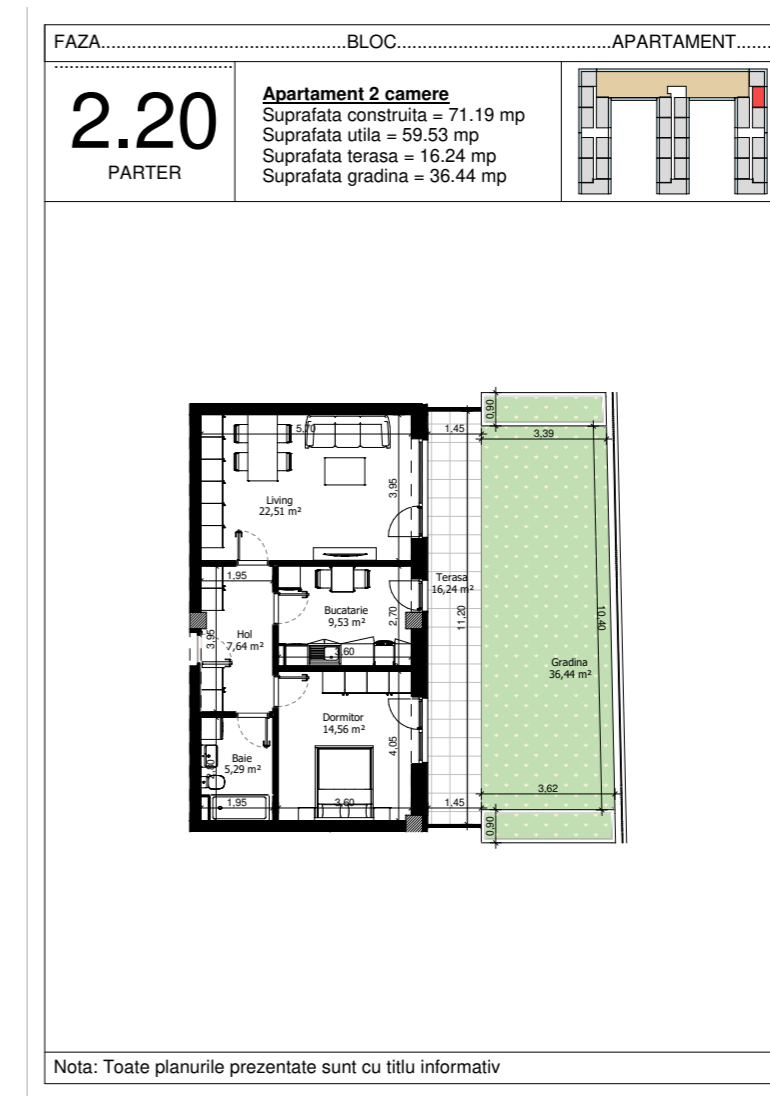 FAZA................................................BLOC..........................................APARTAMENT.......
2.20
PARTER
Apartament 2 camere
Suprafata construita = 71.19 mp
Suprafata utila = 59.53 mp
Suprafata terasa = 16.24 mp
Suprafata gradina = 36.44 mp
0,90
5,70
1,45
3,39
3,95
Living
22,51 m²
1,95
Terasa
16,24 m²
Bucatarie
9,53 m²
2,70
11,20
10,40
3,95
Hol
7,64 m²
3,60
Gradina
36,44 m²
Dormitor
14,56 m²
4,05
Baie
5,29 m²
3,62
1,95
3,60
1,45
0,90
Nota: Toate planurile prezentate sunt cu titlu informativ